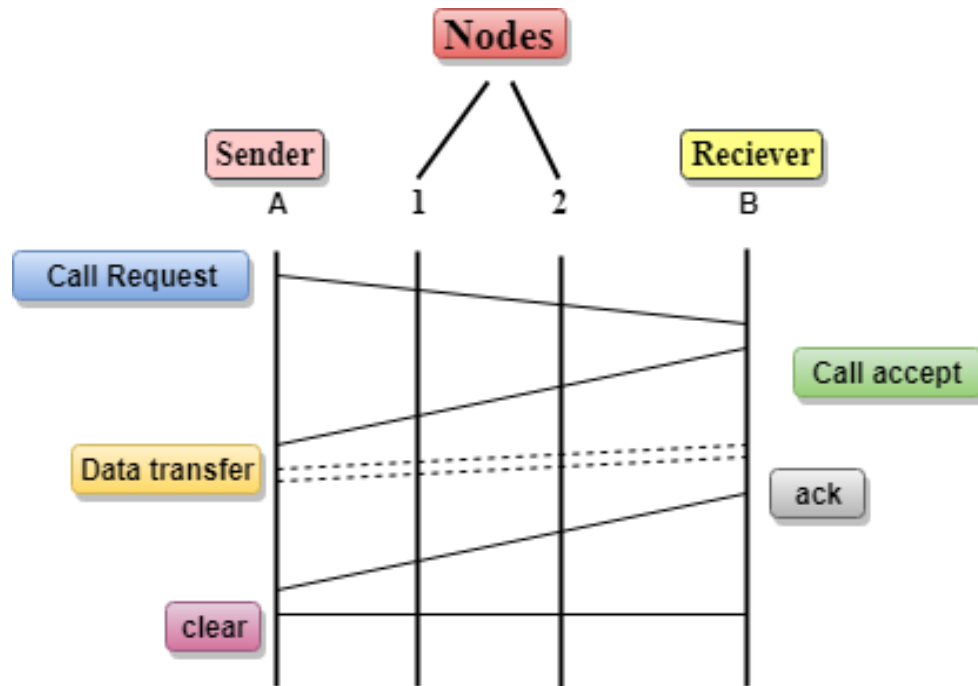 Nodes
Sender
Reciever
A
1
2
B
Call Request
Call accept
Data transfer
ack
clear